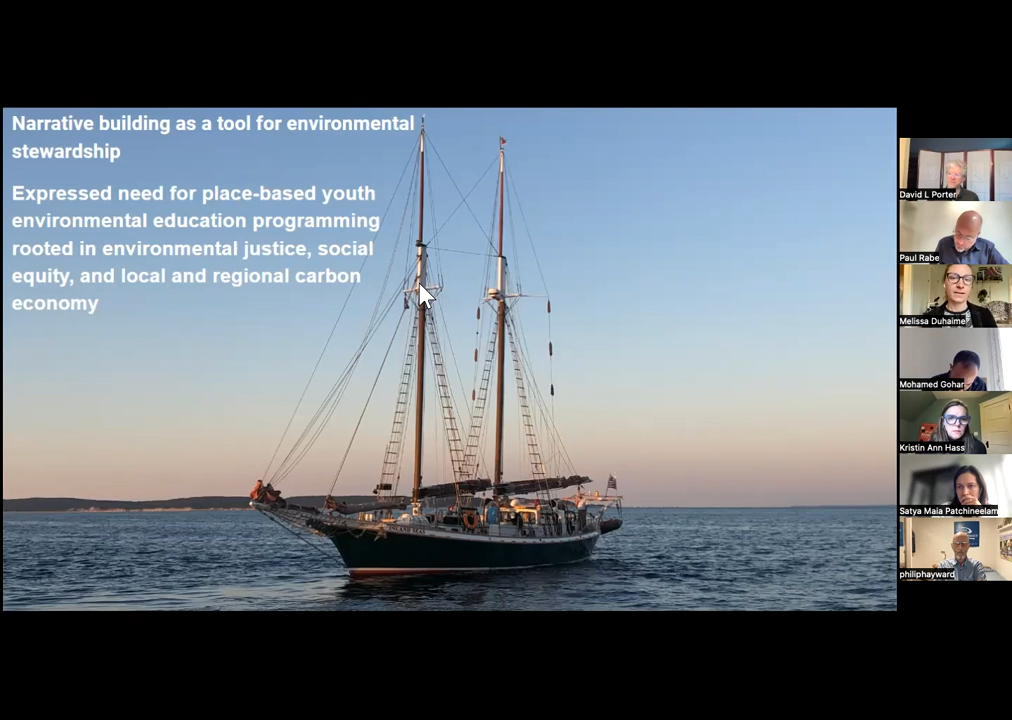 Narrative building as a tool for environmental
stewardship
Expressed need for place-based youth
environmental education programming
rooted in environmental justice, social
equity, and local and regional carbon
economy
David L Porter
Paul Rabe
Melissa Duhaime
Mohamed Gohar
Kristin Ann Hass
Satya Maia Patchineelam
philiphayward